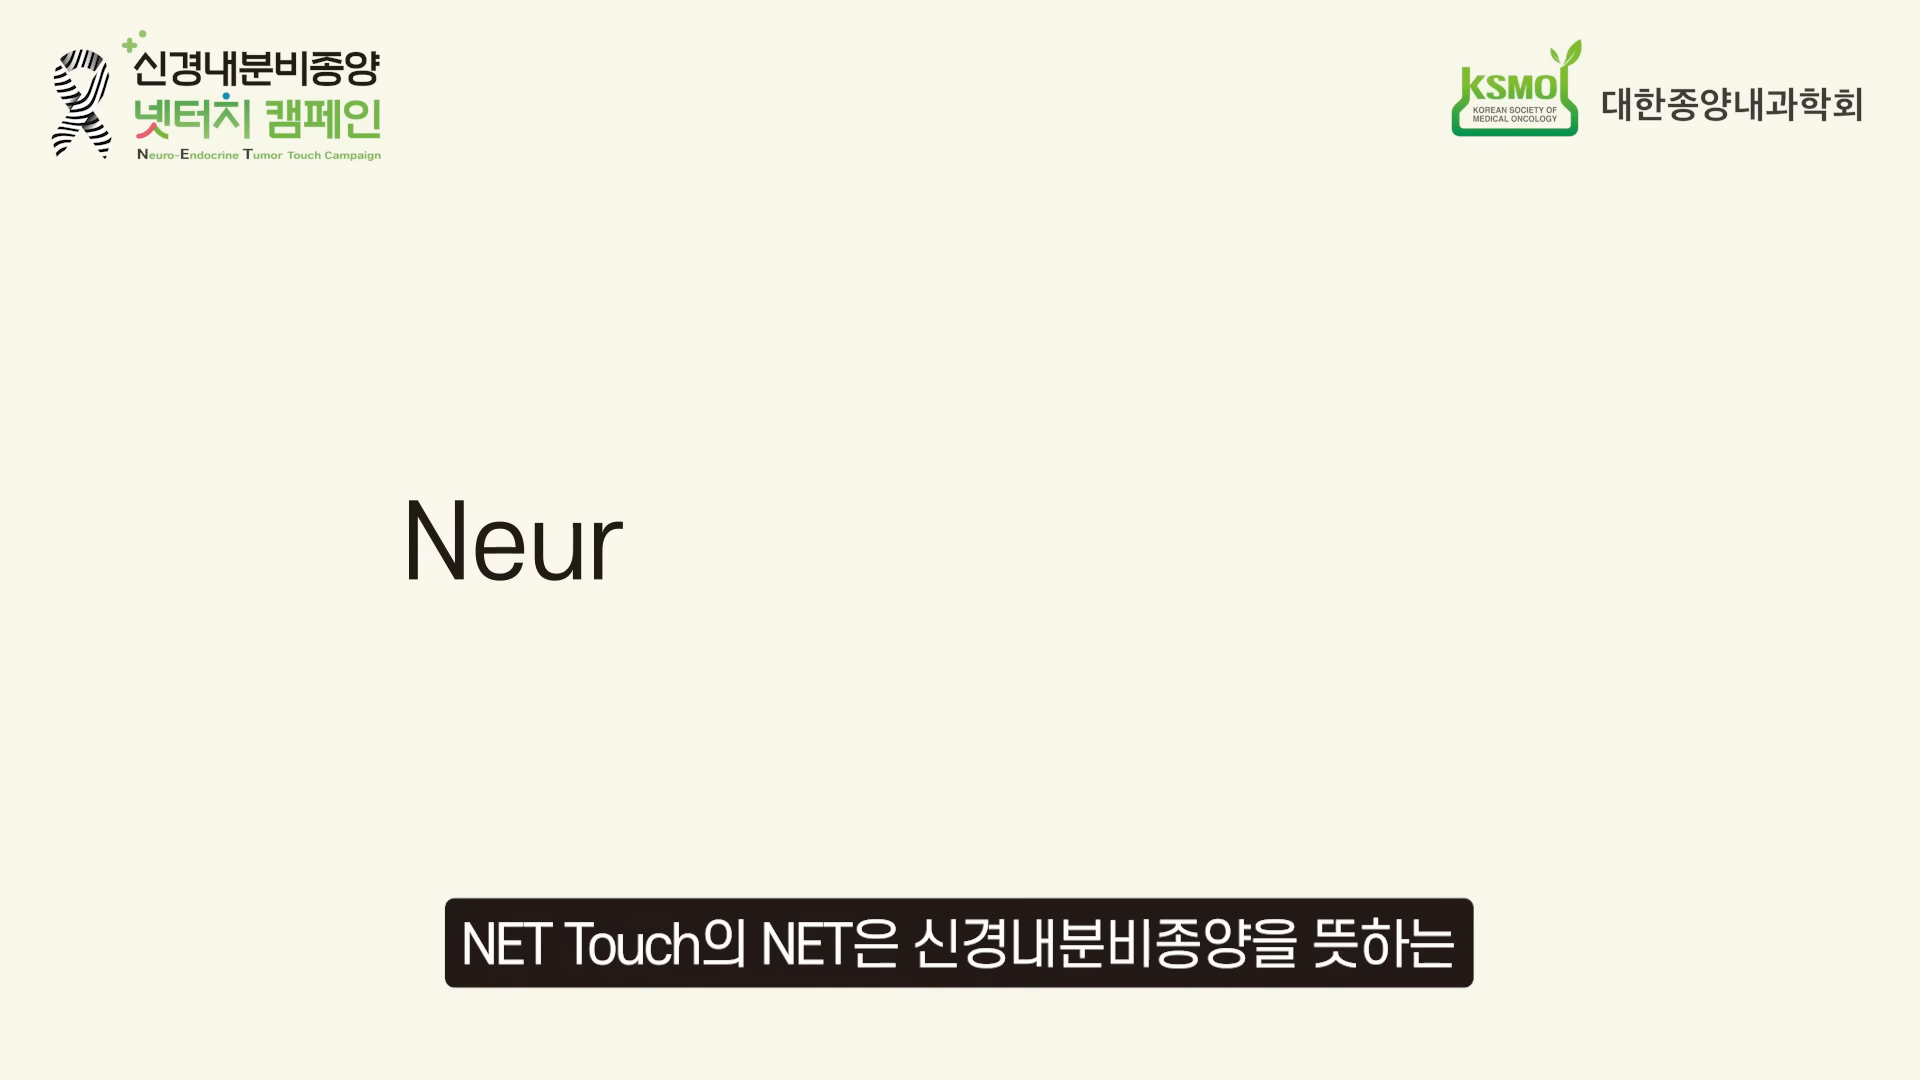 신경내분비종양
넷터치 캠페인
Neuro-Endocrine Tumor Touch Campaign
KSMO
KOREAN SOCIETY OF
MEDICAL ONCOLOGY
대한종양내과학회
Neur
NET Touch의 NET은 신경내분비종양을 뜻하는